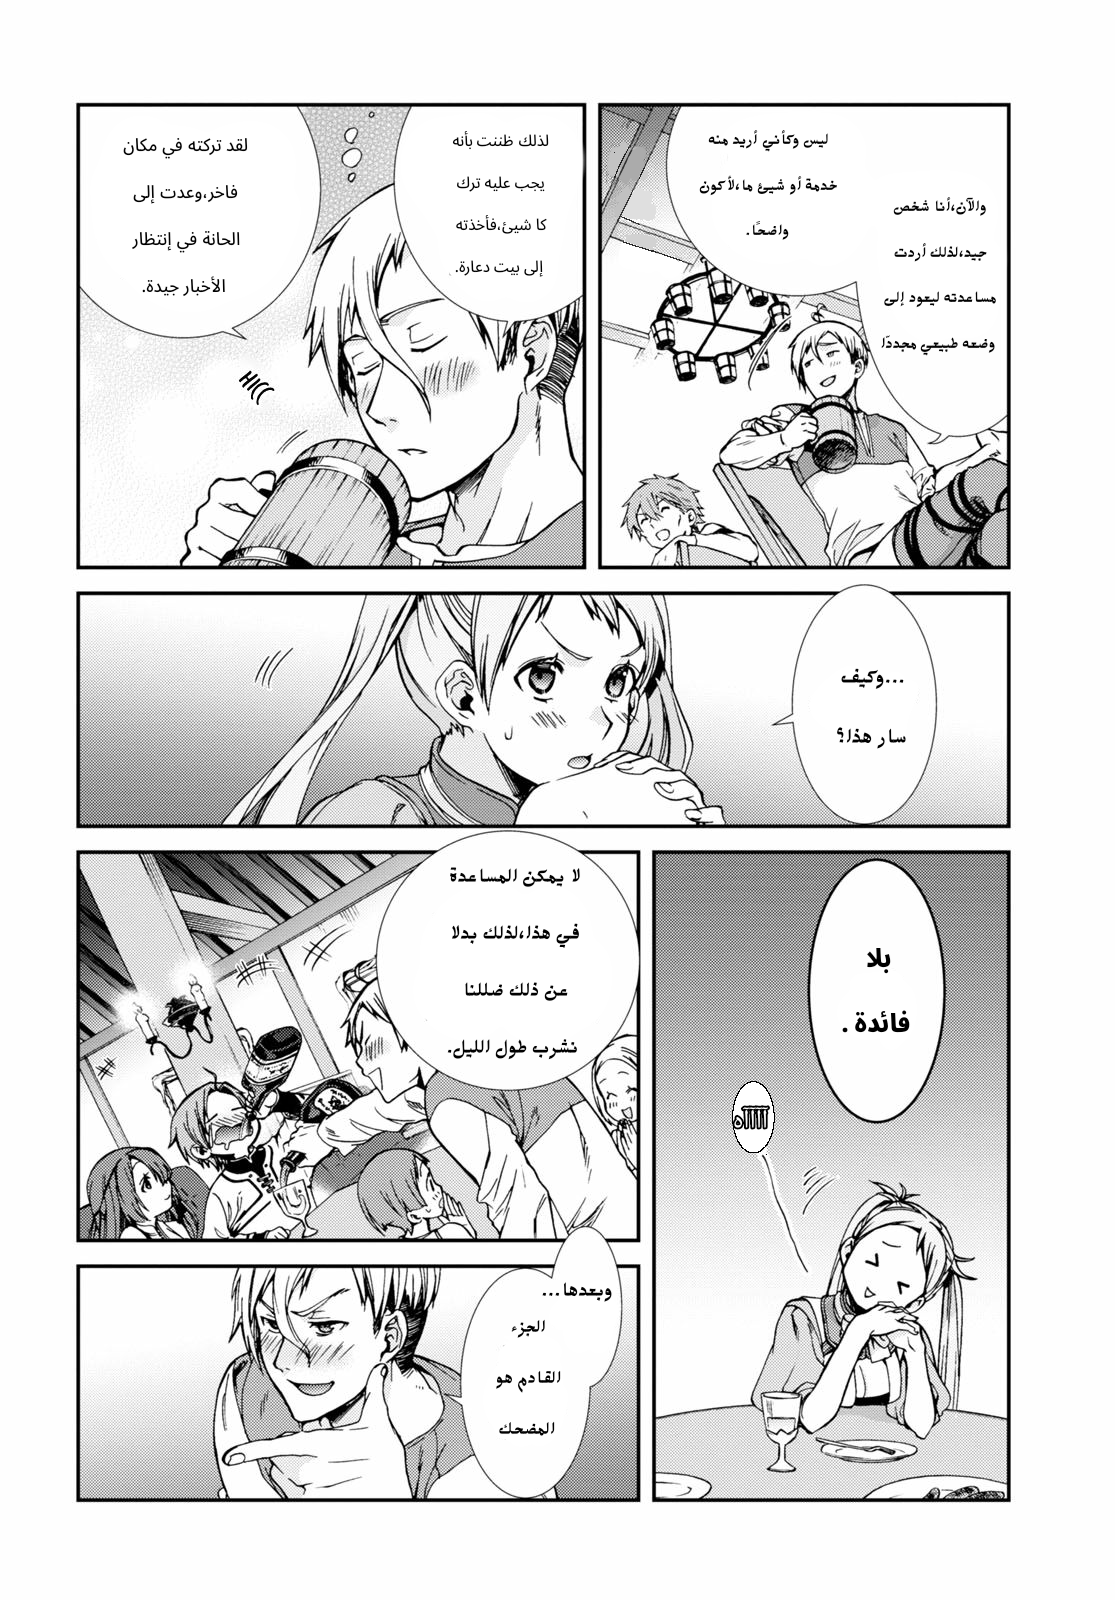 والآن،أنا شخص
جيد،لذلك أردت
مساعدته ليعود إلى
وضعه طبيعي مجددًا
ليس وكأني أريد منه
خدمة أو شيئ ما،لأكون
واضحًا.
لذلك ظننت بأنه
يجب عليه ترك
كا شيئ،فأخذته
إلى بيت دعارة.
لقد تركته في مكان
فاخر،وعدت إلى
الحانة في إنتظار
الأخبار جيدة.
HICC
...وكيف
سار هذا؟
بلا
فائدة .
لا يمكن المساعدة
في هذا،لذلك بدلا
عن ذلك ضللنا
نشرب طول الليل.
وبعدها...
الجزء
القادم هو
المضحك